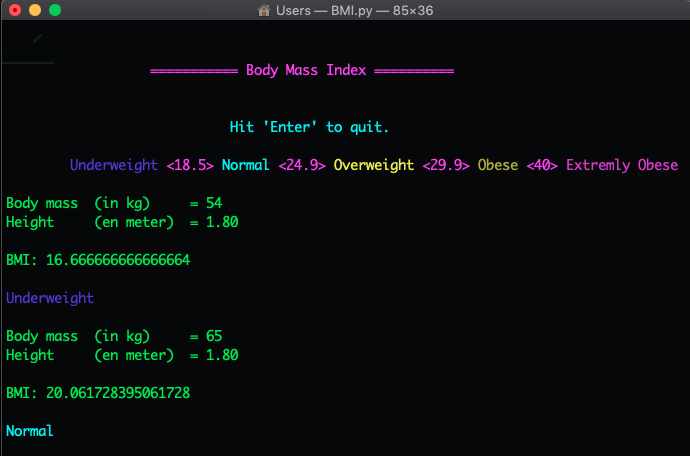 Users — BMI.py — 85×36
=========== Body Mass Index ==========
Hit 'Enter' to quit.
Underweight <18.5> Normal <24.9> Overweight <29.9> Obese <40> Extremly Obese
Body mass  (in kg)     = 54
Height     (en meter)  = 1.80
BMI: 16.666666666666664
Underweight
Body mass  (in kg)     = 65
Height     (en meter)  = 1.80
BMI: 20.061728395061728
Normal